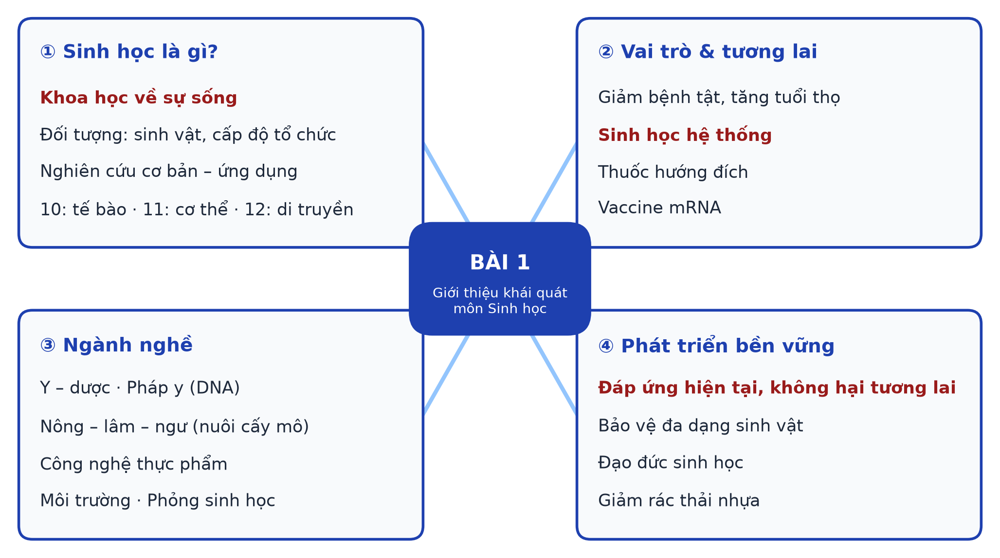 ① Sinh học là gì?
Khoa học về sự sống
Đối tượng: sinh vật, cấp độ tổ chức
Nghiên cứu cơ bản – ứng dụng
10: tế bào · 11: cơ thể · 12: di truyền
② Vai trò & tương lai
Giảm bệnh tật, tăng tuổi thọ
Sinh học hệ thống
Thuốc hướng đích
Vaccine mRNA
BÀI 1
Giới thiệu khái quát
môn Sinh học
③ Ngành nghề
Y – dược · Pháp y (DNA)
Nông – lâm – ngư (nuôi cấy mô)
Công nghệ thực phẩm
Môi trường · Phỏng sinh học
④ Phát triển bền vững
Đáp ứng hiện tại, không hại tương lai
Bảo vệ đa dạng sinh vật
Đạo đức sinh học
Giảm rác thải nhựa